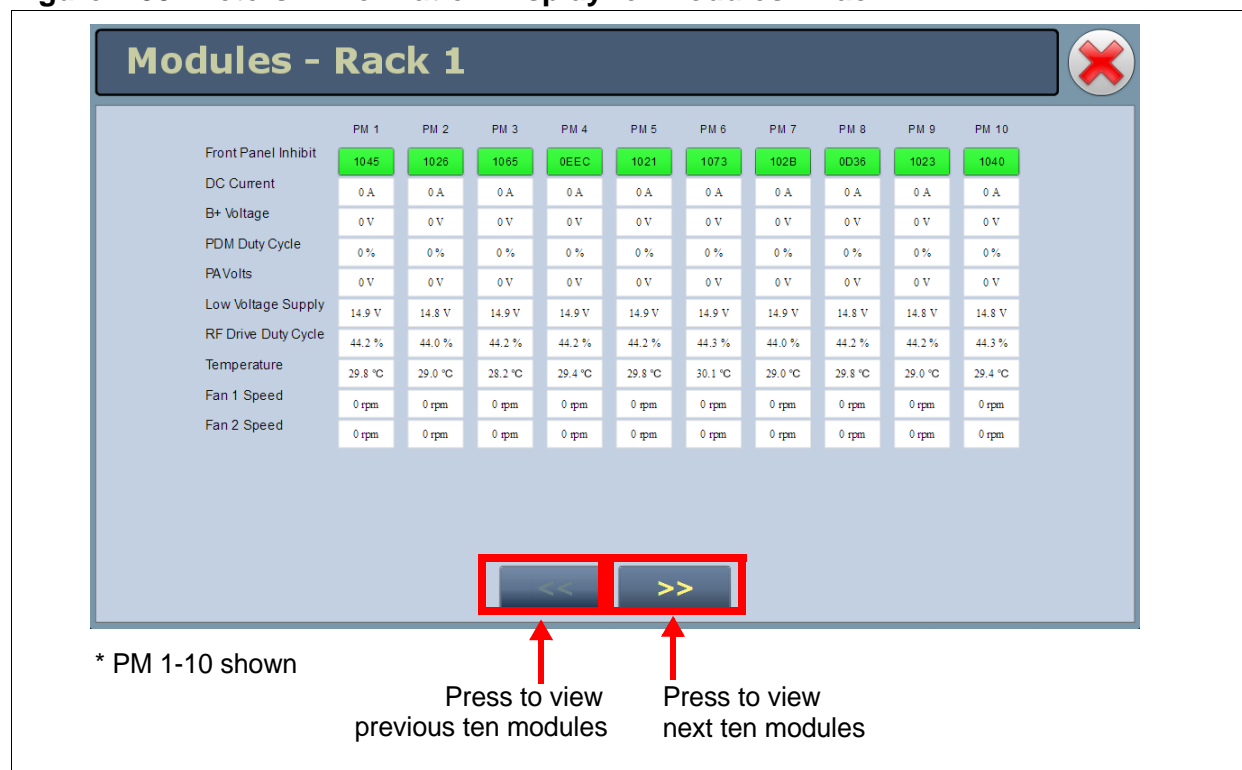 Modules - Rack 1
PM 1 PM 2 PM 3 PM 4 PM 5 PM 6 PM 7 PM 8 PM 9 PM 10
Front Panel Inhibit 1045 1026 1065 0EEC 1021 1073 102B 0D36 1023 1040
DC Current 0 A 0 A 0 A 0 A 0 A 0 A 0 A 0 A 0 A 0 A
B+ Voltage 0 V 0 V 0 V 0 V 0 V 0 V 0 V 0 V 0 V 0 V
PDM Duty Cycle 0 % 0 % 0 % 0 % 0 % 0 % 0 % 0 % 0 % 0 %
PA Volts 0 V 0 V 0 V 0 V 0 V 0 V 0 V 0 V 0 V 0 V
Low Voltage Supply 14.9 V 14.8 V 14.9 V 14.9 V 14.9 V 14.9 V 14.9 V 14.8 V 14.8 V 14.8 V
RF Drive Duty Cycle 44.2 % 44.0 % 44.2 % 44.2 % 44.2 % 44.3 % 44.0 % 44.2 % 44.2 % 44.3 %
Temperature 29.8 °C 29.0 °C 28.2 °C 29.4 °C 29.8 °C 30.1 °C 29.0 °C 29.8 °C 29.0 °C 29.4 °C
Fan 1 Speed 0 rpm 0 rpm 0 rpm 0 rpm 0 rpm 0 rpm 0 rpm 0 rpm 0 rpm 0 rpm
Fan 2 Speed 0 rpm 0 rpm 0 rpm 0 rpm 0 rpm 0 rpm 0 rpm 0 rpm 0 rpm 0 rpm
<< >>
* PM 1-10 shown
Press to view Press to view
previous ten modules next ten modules